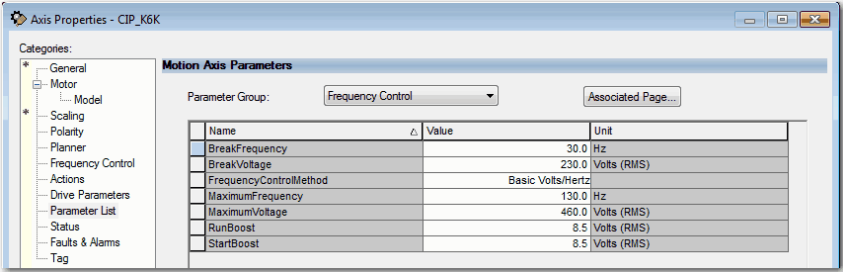 Axis Properties - CIP_K6K
Categories:
* General
Motor
Model
* Scaling
Polarity
Planner
Frequency Control
Actions
Drive Parameters
Parameter List
Status
Faults & Alarms
Tag
Motion Axis Parameters
Parameter Group: Frequency Control Associated Page...
Name Value Unit
BreakFrequency 30.0 Hz
BreakVoltage 230.0 Volts (RMS)
FrequencyControlMethod Basic Volts/Hertz
MaximumFrequency 130.0 Hz
MaximumVoltage 460.0 Volts (RMS)
RunBoost 8.5 Volts (RMS)
StartBoost 8.5 Volts (RMS)